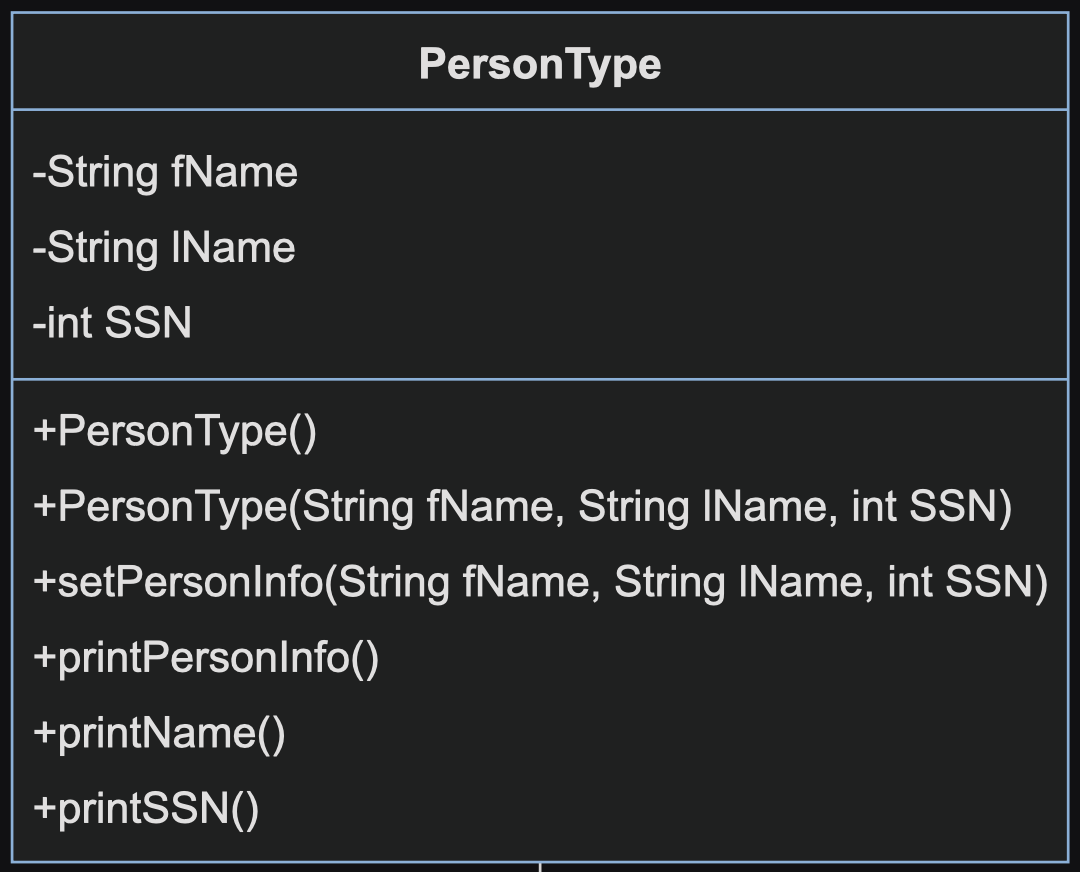 PersonType
-String fName
-String lName
-int SSN
+PersonType()
+PersonType(String fName, String lName, int SSN)
+setPersonInfo(String fName, String lName, int SSN)
+printPersonInfo()
+printName()
+printSSN()